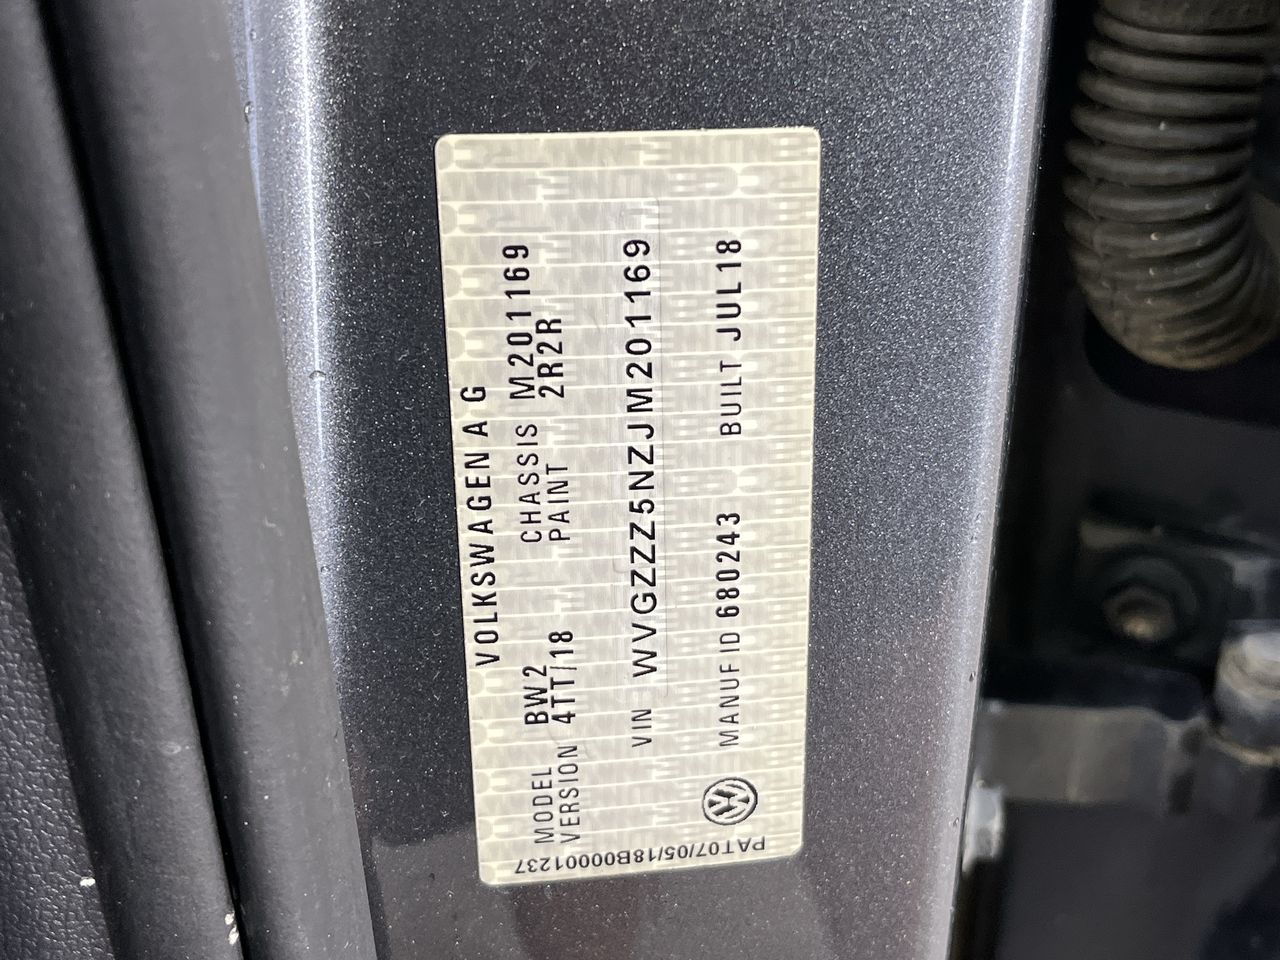 VOLKSWAGEN AG
MODEL BW2 CHASSIS M201169
VERSION 4TT/18 PAINT 2R2R
VIN WVGZZZ5NZJM201169
MANUF ID 680243 BUILT JUL18
PAT07/05/18B00001237